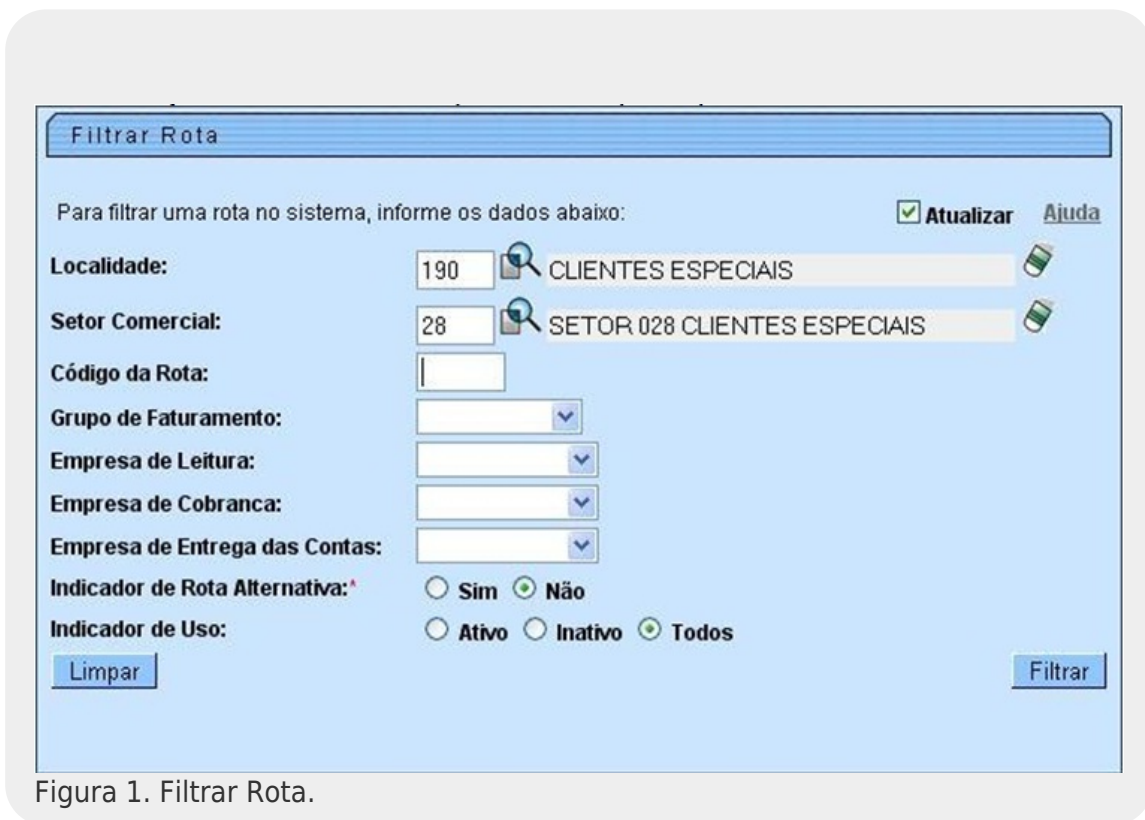 Filtrar Rota
Para filtrar uma rota no sistema, informe os dados abaixo: Atualizar Ajuda
Localidade: 190 CLIENTES ESPECIAIS
Setor Comercial: 28 SETOR 028 CLIENTES ESPECIAIS
Código da Rota:
Grupo de Faturamento:
Empresa de Leitura:
Empresa de Cobranca:
Empresa de Entrega das Contas:
Indicador de Rota Alternativa:* Sim Não
Indicador de Uso: Ativo Inativo Todos
Limpar Filtrar
Figura 1. Filtrar Rota.